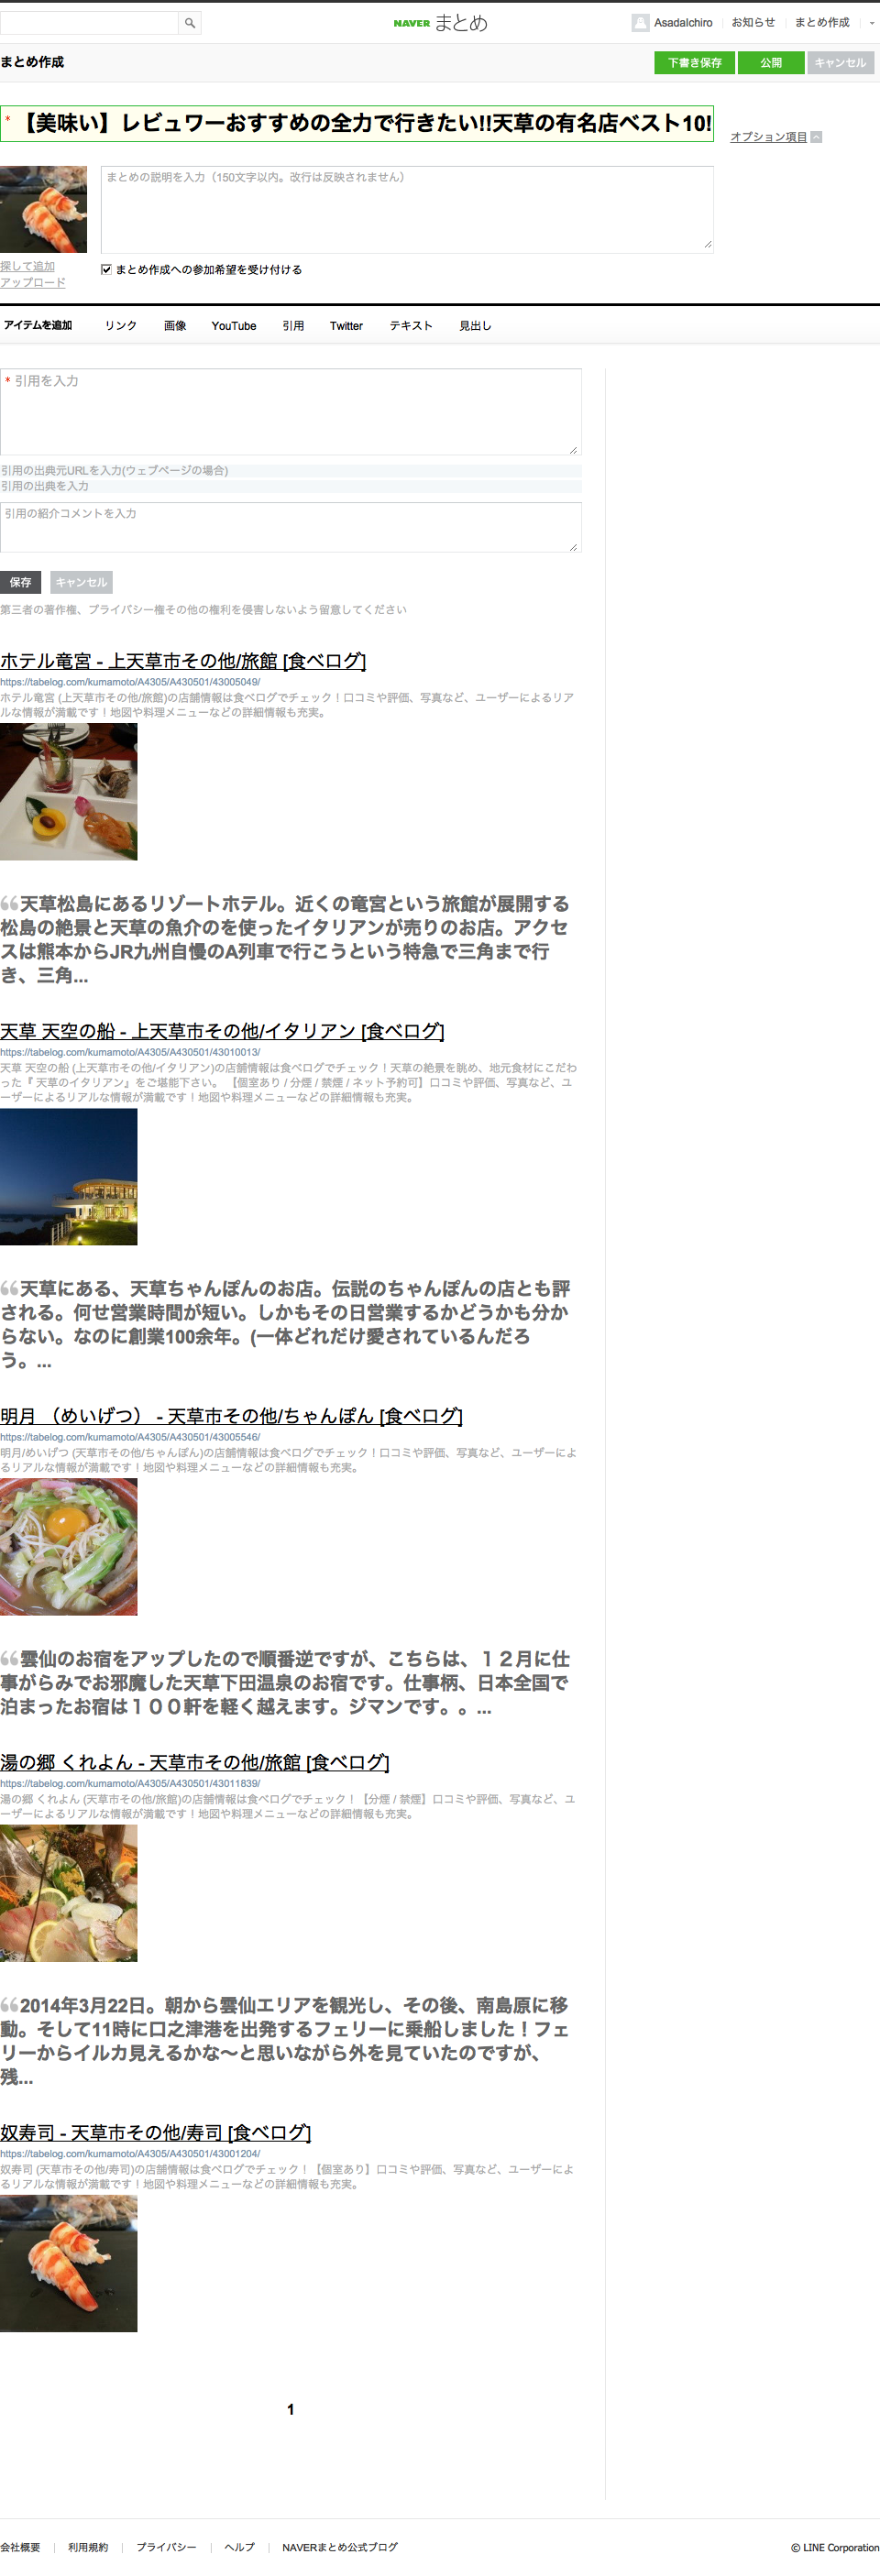 NAVER まとめ
AsadaIchiro お知らせ まとめ作成
まとめ作成
下書き保存 公開 キャンセル
* 【美味い】レビュワーおすすめの全力で行きたい!!天草の有名店ベスト10!
オプション項目
まとめの説明を入力（150文字以内。改行は反映されません）
探して追加
アップロード
まとめ作成への参加希望を受け付ける
アイテムを追加 リンク 画像 YouTube 引用 Twitter テキスト 見出し
* 引用を入力
引用の出典元URLを入力(ウェブページの場合)
引用の出典を入力
引用の紹介コメントを入力
保存 キャンセル
第三者の著作権、プライバシー権その他の権利を侵害しないよう留意してください
ホテル竜宮 - 上天草市その他/旅館 [食べログ]
https://tabelog.com/kumamoto/A4305/A430501/43005049/
ホテル竜宮 (上天草市その他/旅館)の店舗情報は食べログでチェック！口コミや評価、写真など、ユーザーによるリア
ルな情報が満載です！地図や料理メニューなどの詳細情報も充実。
“天草松島にあるリゾートホテル。近くの竜宮という旅館が展開する
松島の絶景と天草の魚介のを使ったイタリアンが売りのお店。アクセ
スは熊本からJR九州自慢のA列車で行こうという特急で三角まで行
き、三角...
天草 天空の船 - 上天草市その他/イタリアン [食べログ]
https://tabelog.com/kumamoto/A4305/A430501/43010013/
天草 天空の船 (上天草市その他/イタリアン)の店舗情報は食べログでチェック！天草の絶景を眺め、地元食材にこだわ
った『 天草のイタリアン』をご堪能下さい。 【個室あり / 分煙 / 禁煙 / ネット予約可】口コミや評価、写真など、ユ
ーザーによるリアルな情報が満載です！地図や料理メニューなどの詳細情報も充実。
“天草にある、天草ちゃんぽんのお店。伝説のちゃんぽんの店とも評
される。何せ営業時間が短い。しかもその日営業するかどうかも分か
らない。なのに創業100余年。(一体どれだけ愛されているんだろ
う。...
明月 （めいげつ） - 天草市その他/ちゃんぽん [食べログ]
https://tabelog.com/kumamoto/A4305/A430501/43005546/
明月/めいげつ (天草市その他/ちゃんぽん)の店舗情報は食べログでチェック！口コミや評価、写真など、ユーザーによ
るリアルな情報が満載です！地図や料理メニューなどの詳細情報も充実。
“雲仙のお宿をアップしたので順番逆ですが、こちらは、１２月に仕
事がらみでお邪魔した天草下田温泉のお宿です。仕事柄、日本全国で
泊まったお宿は１００軒を軽く越えます。ジマンです。。...
湯の郷 くれよん - 天草市その他/旅館 [食べログ]
https://tabelog.com/kumamoto/A4305/A430501/43011839/
湯の郷 くれよん (天草市その他/旅館)の店舗情報は食べログでチェック！【分煙 / 禁煙】口コミや評価、写真など、ユ
ーザーによるリアルな情報が満載です！地図や料理メニューなどの詳細情報も充実。
“2014年3月22日。朝から雲仙エリアを観光し、その後、南島原に移
動。そして11時に口之津港を出発するフェリーに乗船しました！フェ
リーからイルカ見えるかな〜と思いながら外を見ていたのですが、
残...
奴寿司 - 天草市その他/寿司 [食べログ]
https://tabelog.com/kumamoto/A4305/A430501/43001204/
奴寿司 (天草市その他/寿司)の店舗情報は食べログでチェック！【個室あり】口コミや評価、写真など、ユーザーによ
るリアルな情報が満載です！地図や料理メニューなどの詳細情報も充実。
1
会社概要 利用規約 プライバシー ヘルプ NAVERまとめ公式ブログ © LINE Corporation